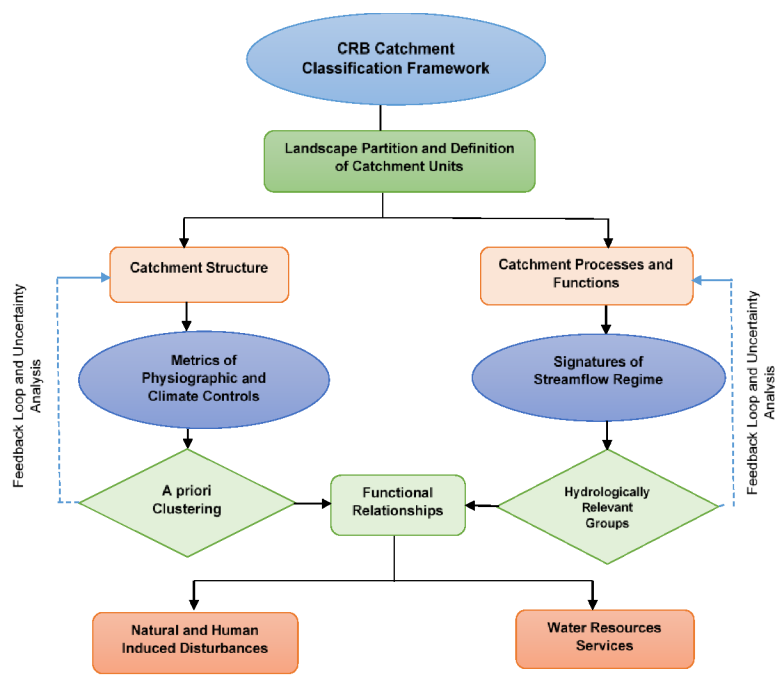 CRB Catchment
Classification Framework
Landscape Partition and Definition
of Catchment Units
Catchment Structure
Catchment Processes and
Functions
Feedback Loop and Uncertainty
Analysis
Metrics of
Physiographic and
Climate Controls
Signatures of
Streamflow Regime
Feedback Loop and Uncertainty
Analysis
A priori
Clustering
Functional
Relationships
Hydrologically
Relevant
Groups
Natural and Human
Induced Disturbances
Water Resources
Services